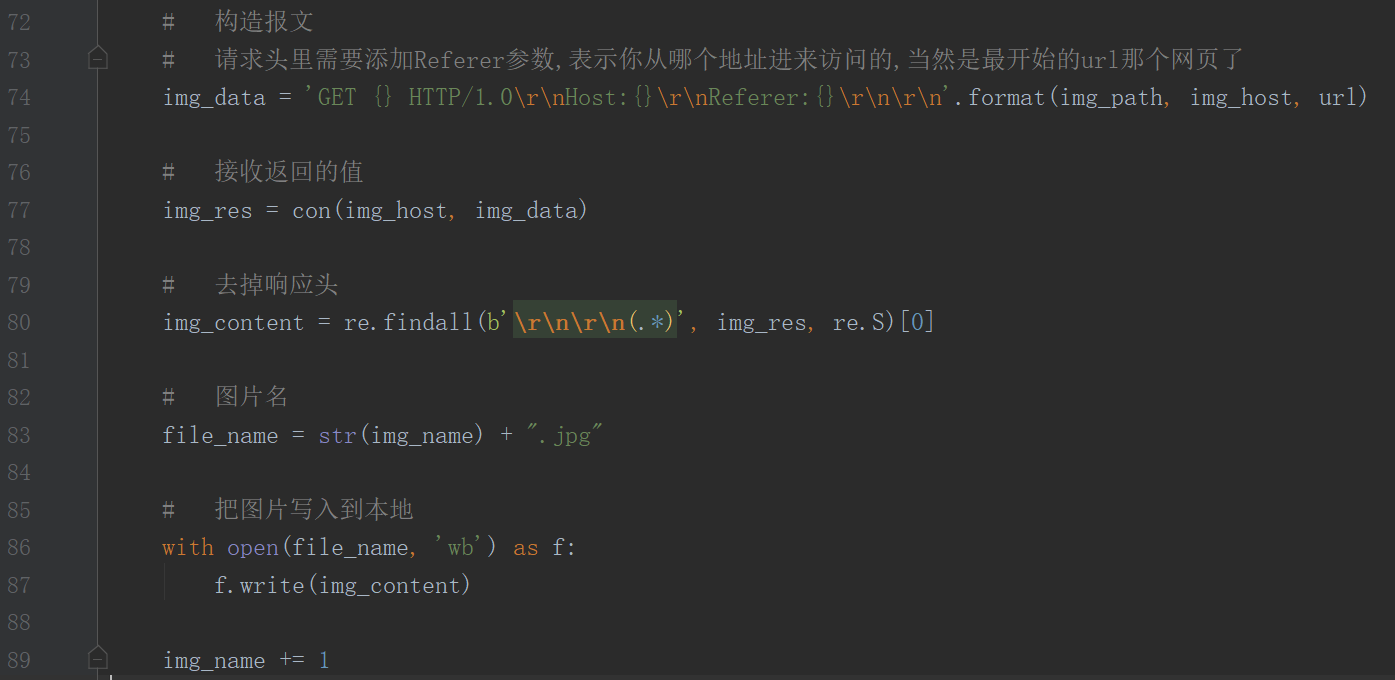 72 #   构造报文
73 #   请求头里需要添加Referer参数,表示你从哪个地址进来访问的,当然是最开始的url那个网页了
74 img_data = 'GET {} HTTP/1.0\r\nHost:{}\r\nReferer:{}\r\n\r\n'.format(img_path, img_host, url)
75
76 #   接收返回的值
77 img_res = con(img_host, img_data)
78
79 #   去掉响应头
80 img_content = re.findall(b'\r\n\r\n(.*)', img_res, re.S)[0]
81
82 #   图片名
83 file_name = str(img_name) + ".jpg"
84
85 #   把图片写入到本地
86 with open(file_name, 'wb') as f:
87     f.write(img_content)
88
89 img_name += 1